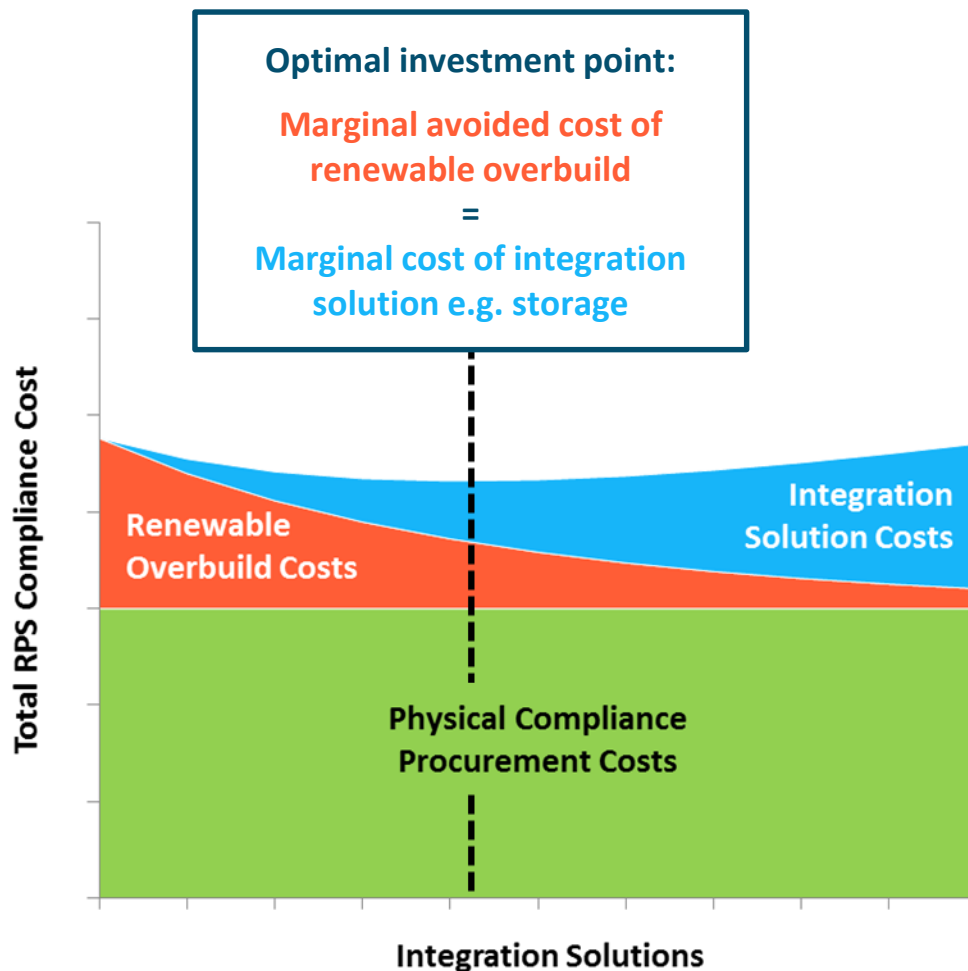 Optimal investment point:
Marginal avoided cost of
renewable overbuild
=
Marginal cost of integration
solution e.g. storage
Total RPS Compliance Cost
Renewable
Overbuild Costs
Integration
Solution Costs
Physical Compliance
Procurement Costs
Integration Solutions